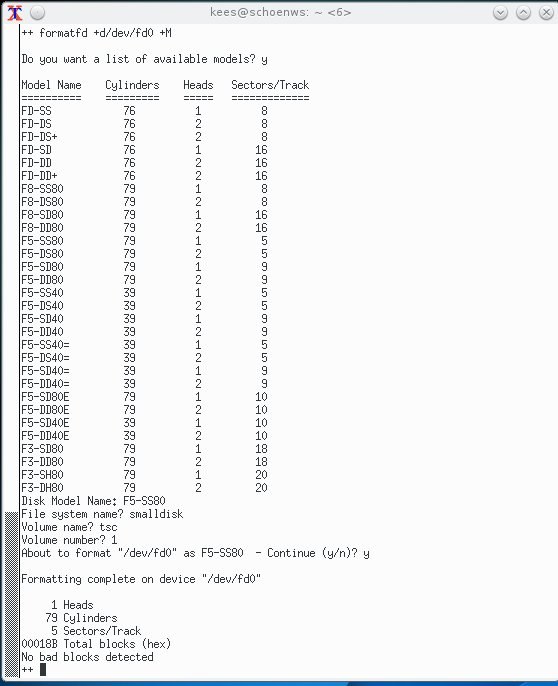 kees@schoenws: ~ <6>
++ formatfd +d/dev/fd0 +M
Do you want a list of available models? y
Model Name Cylinders Heads Sectors/Track
========== ========= ===== =============
FD-SS 76 1 8
FD-DS 76 2 8
FD-DS+ 76 2 8
FD-SD 76 1 16
FD-DD 76 2 16
FD-DD+ 76 2 16
F8-SS80 79 1 8
F8-DS80 79 2 8
F8-SD80 79 1 16
F8-DD80 79 2 16
F5-SS80 79 1 5
F5-DS80 79 2 5
F5-SD80 79 1 9
F5-DD80 79 2 9
F5-SS40 39 1 5
F5-DS40 39 2 5
F5-SD40 39 1 9
F5-DD40 39 2 9
F5-SS40= 39 1 5
F5-DS40= 39 2 5
F5-SD40= 39 1 9
F5-DD40= 39 2 9
F5-SD80E 79 1 10
F5-DD80E 79 2 10
F5-SD40E 39 1 10
F5-DD40E 39 2 10
F3-SD80 79 1 18
F3-DD80 79 2 18
F3-SH80 79 1 20
F3-DH80 79 2 20
Disk Model Name: F5-SS80
File system name? smalldisk
Volume name? tsc
Volume number? 1
About to format "/dev/fd0" as F5-SS80 - Continue (y/n)? y
Formatting complete on device "/dev/fd0"
1 Heads
79 Cylinders
5 Sectors/Track
00018B Total blocks (hex)
No bad blocks detected
++